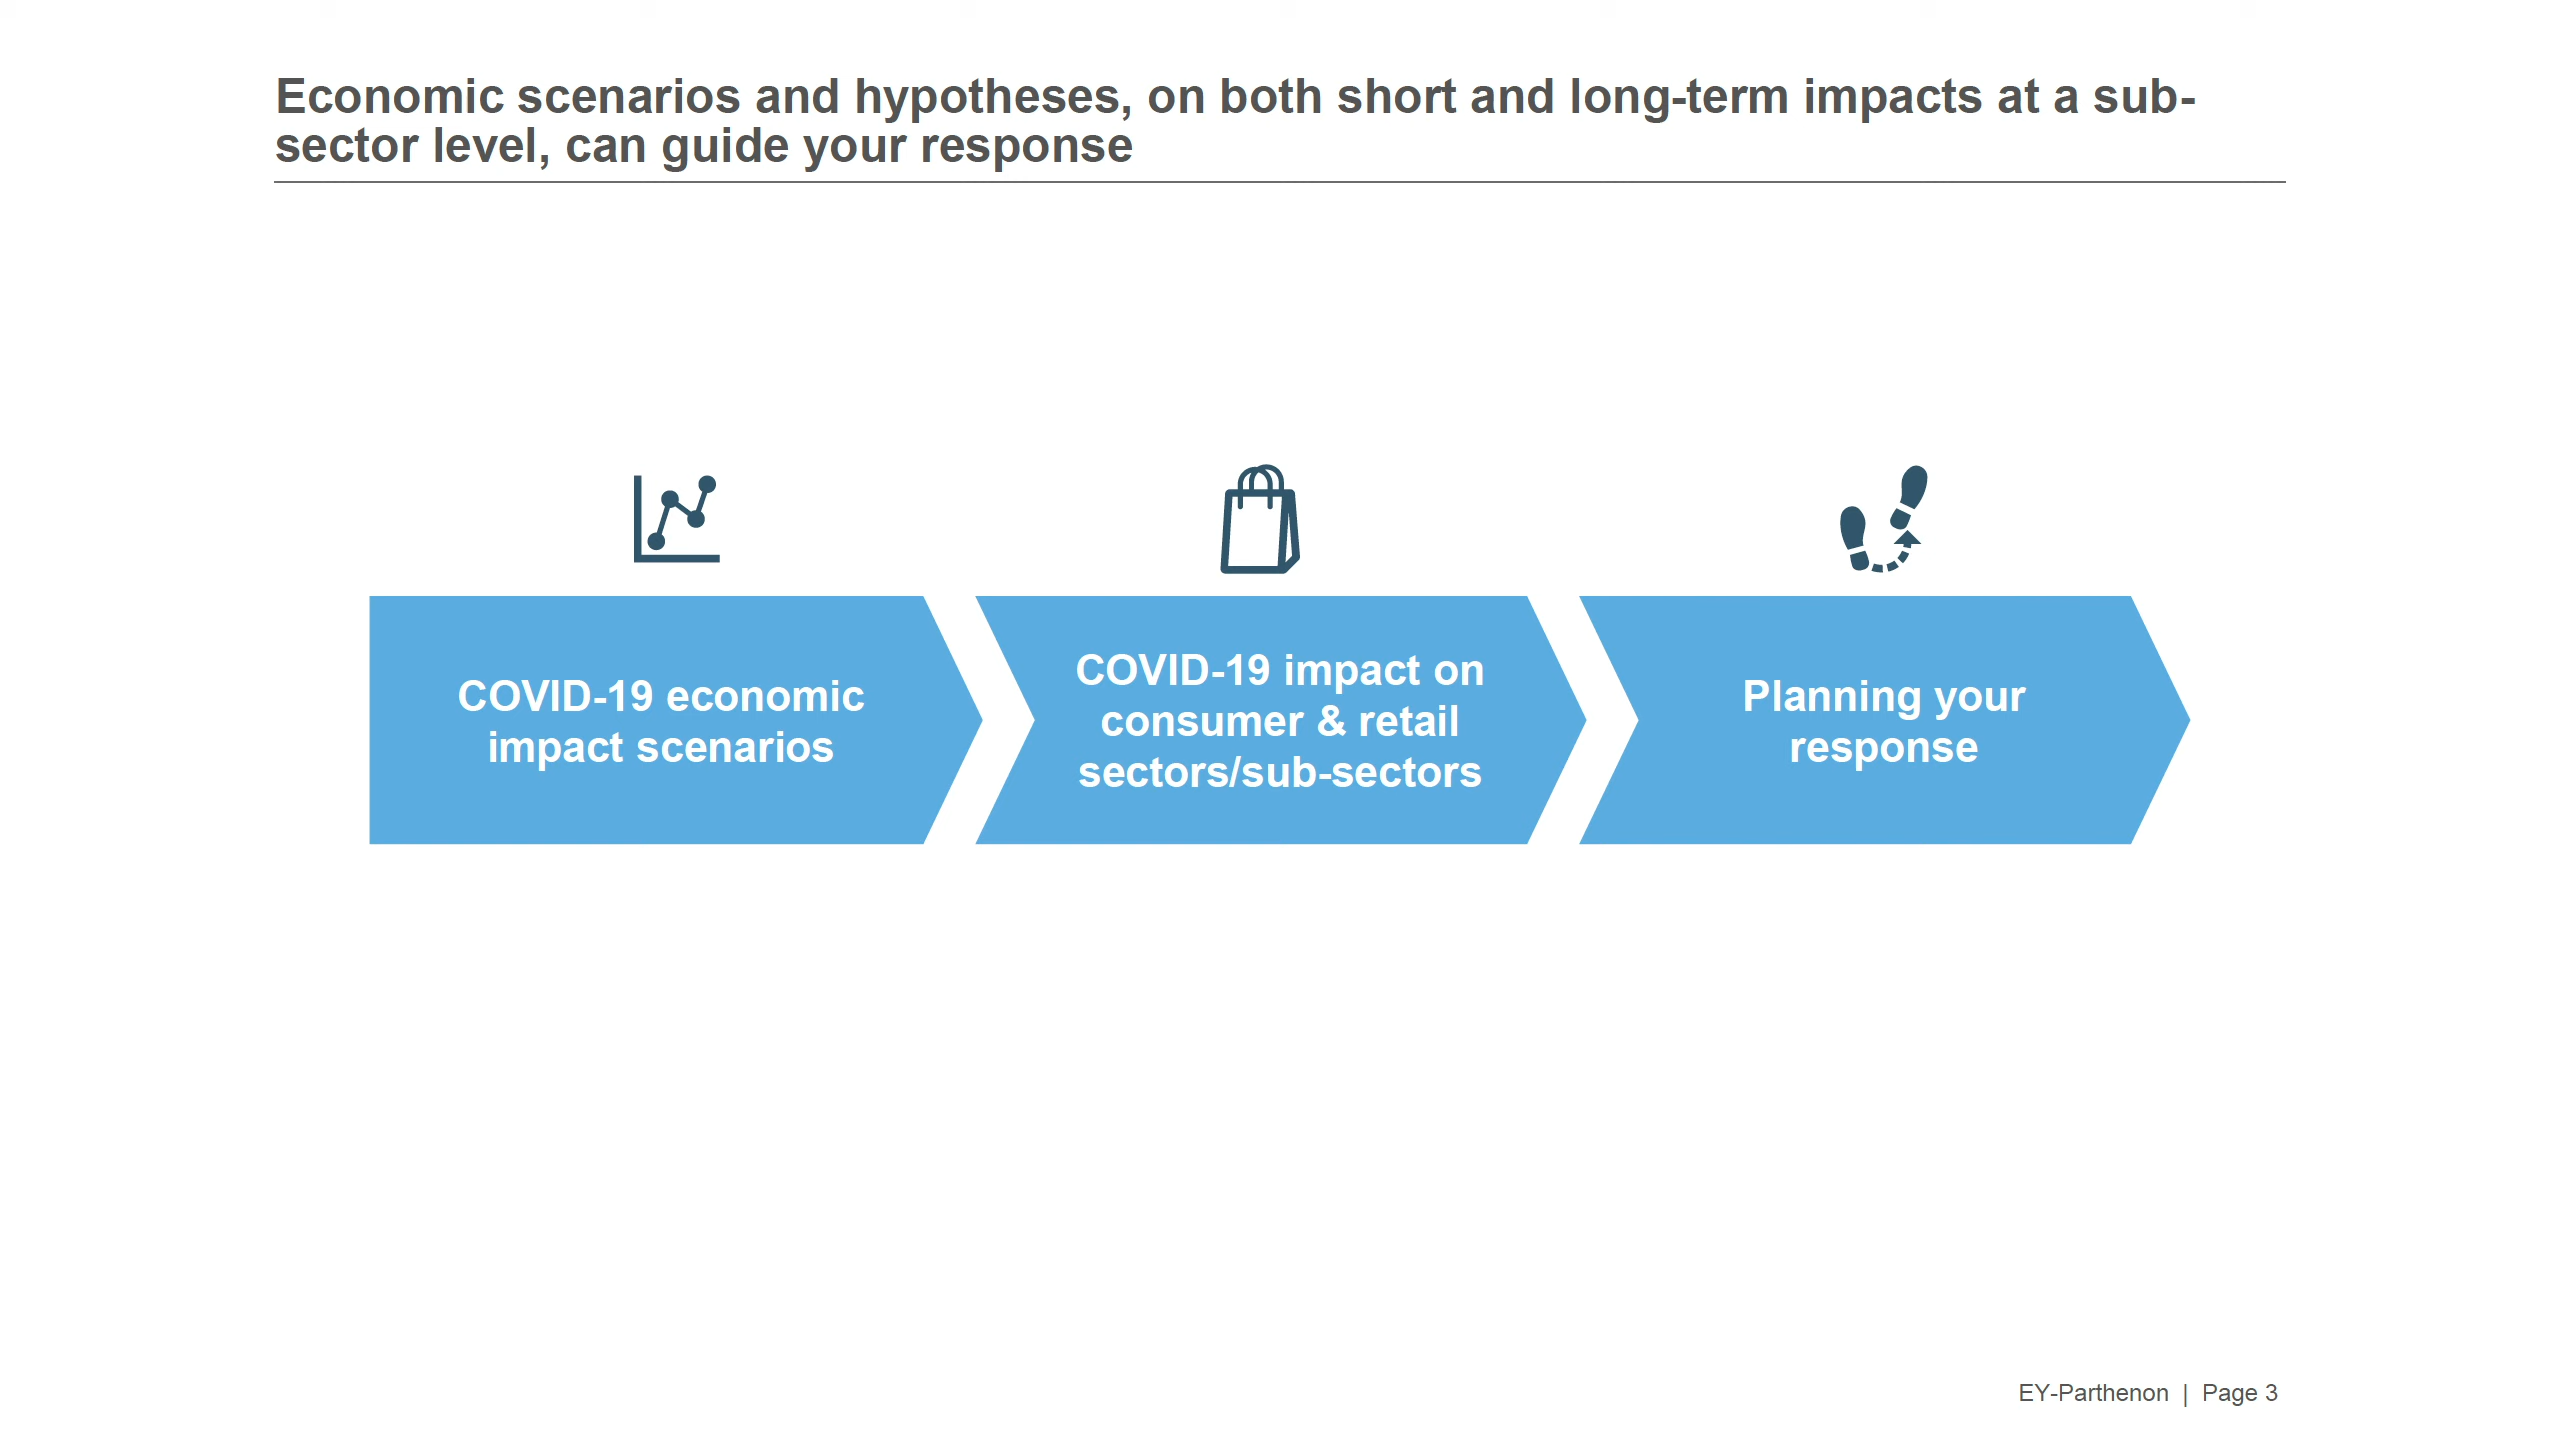 Economic scenarios and hypotheses, on both short and long-term impacts at a sub-
sector level, can guide your response
COVID-19 economic
impact scenarios
COVID-19 impact on
consumer & retail
sectors/sub-sectors
Planning your
response
EY-Parthenon | Page 3